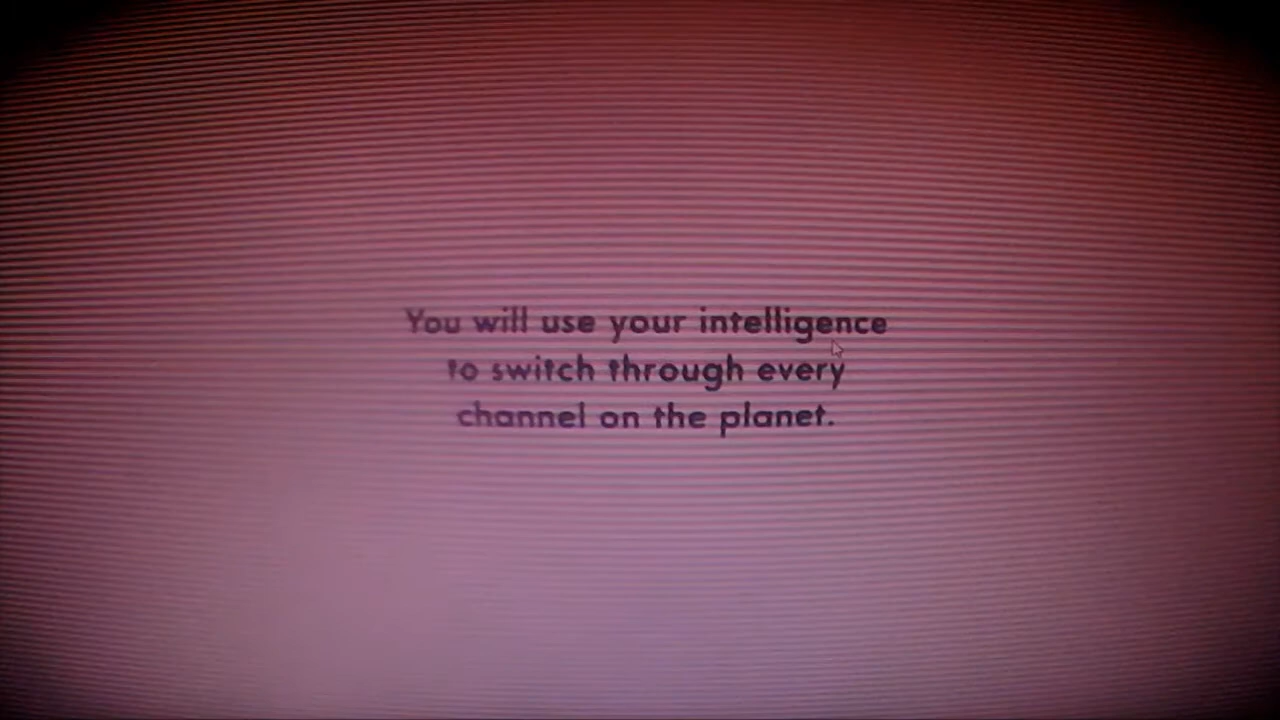 You will use your intelligence
to switch through every
channel on the planet.